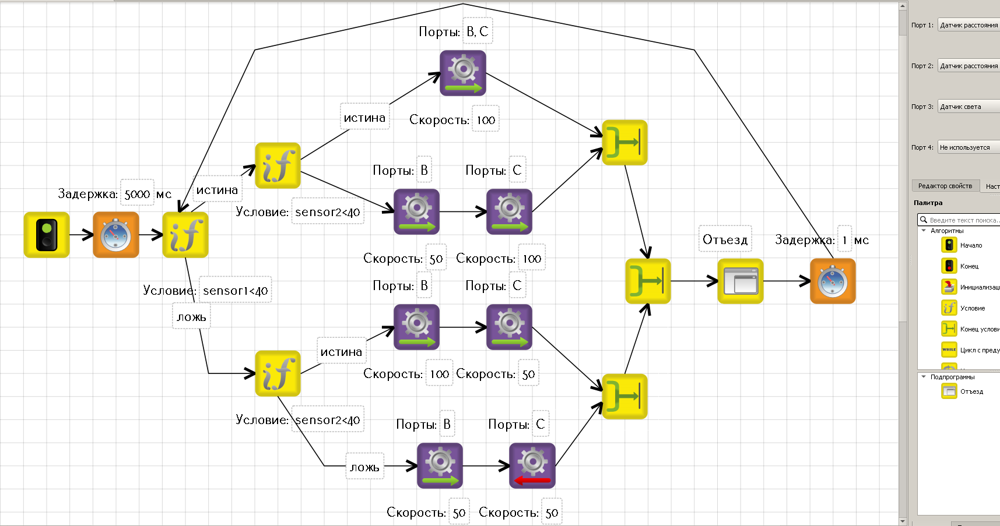 Порты: B, C
истина
Скорость: 100
Порты: B
Порты: C
Задержка: 5000 мс
истина
Условие: sensor2<40
Скорость: 50
Скорость: 100
Отъезд
Задержка: 1 мс
Условие: sensor1<40
ложь
Порты: B
Порты: C
истина
Скорость: 100
Скорость: 50
Условие: sensor2<40
Порты: B
Порты: C
ложь
Скорость: 50
Скорость: 50
Порт 1: Датчик расстояния
Порт 2: Датчик расстояния
Порт 3: Датчик света
Порт 4: Не используется
Редактор свойств
Наст
Палитра
Введите текст поиска..
Алгоритмы
Начало
Конец
Инициализац
Условие
Конец услови
WHILE Цикл с преду
Подпрограммы
Отъезд